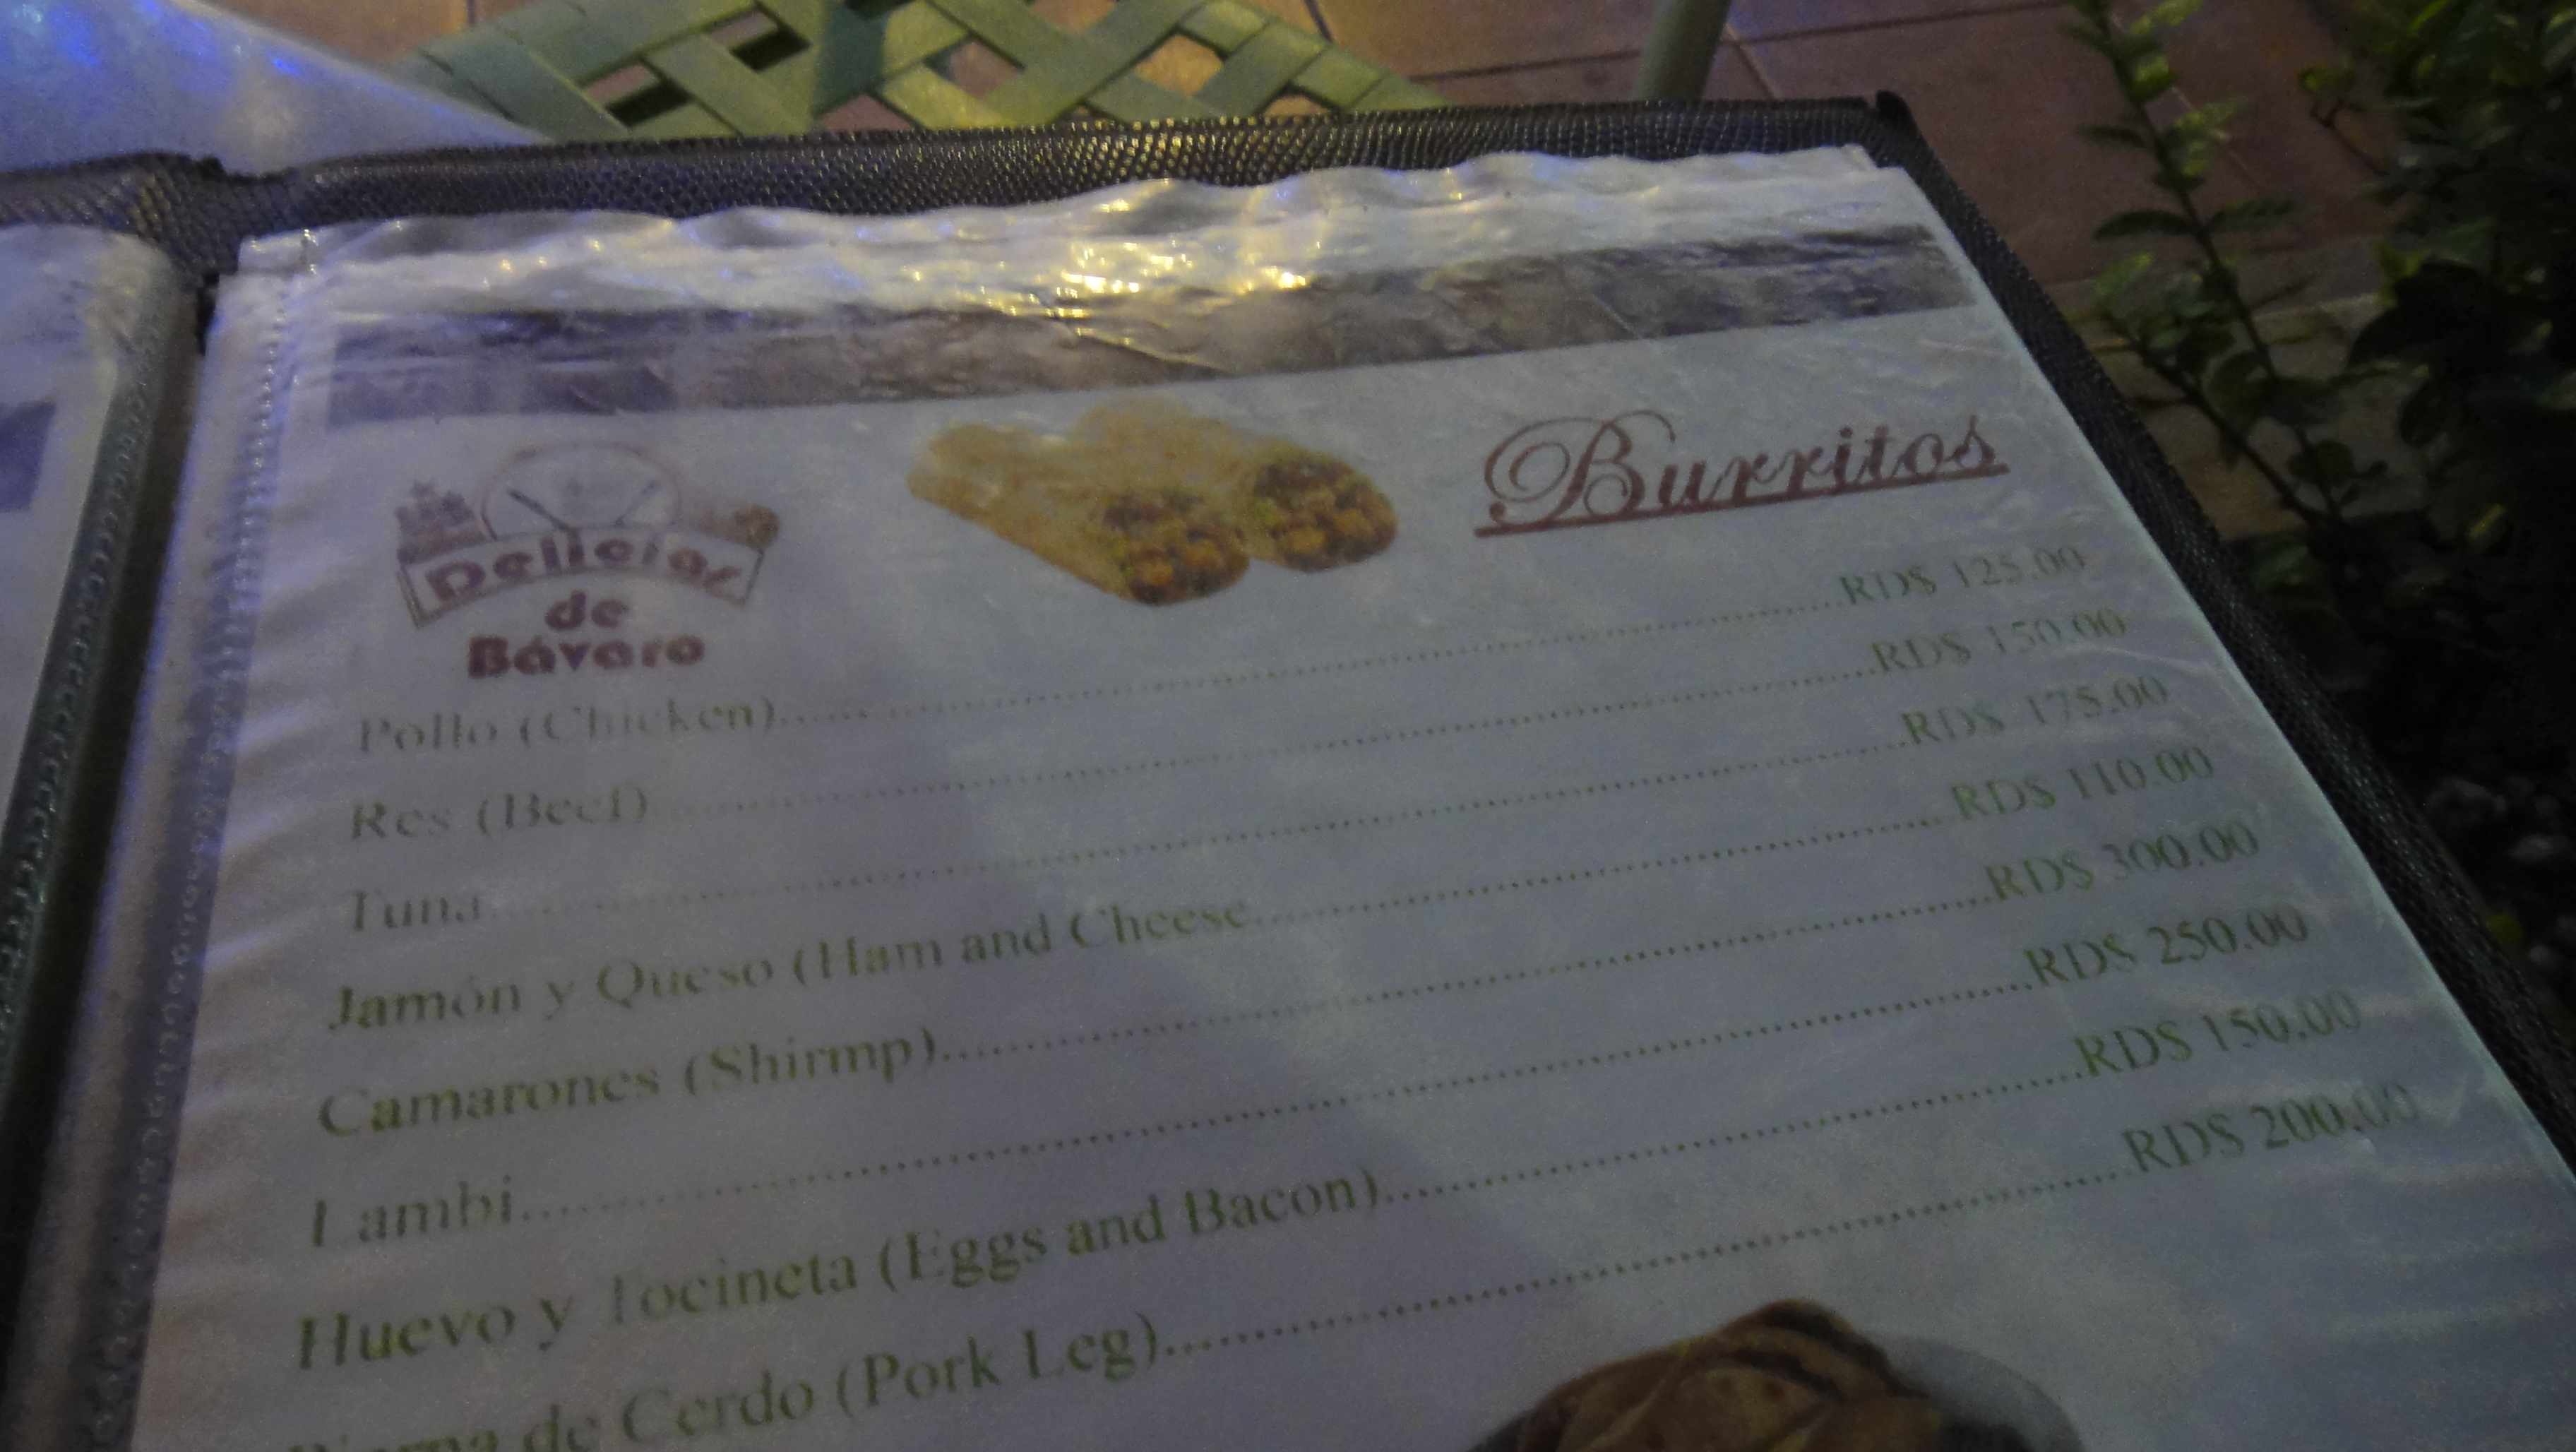 Delicias
de
Bávaro
Burritos
Pollo (Chicken)..........RD$ 125.00
Res (Beef)..........RD$ 150.00
Tuna..........RD$ 175.00
Jamón y Queso (Ham and Cheese..........RD$ 110.00
Camarones (Shirmp)..........RD$ 300.00
Lambi..........RD$ 250.00
Huevo y Tocineta (Eggs and Bacon)..........RD$ 150.00
Pierna de Cerdo (Pork Leg)..........RD$ 200.00